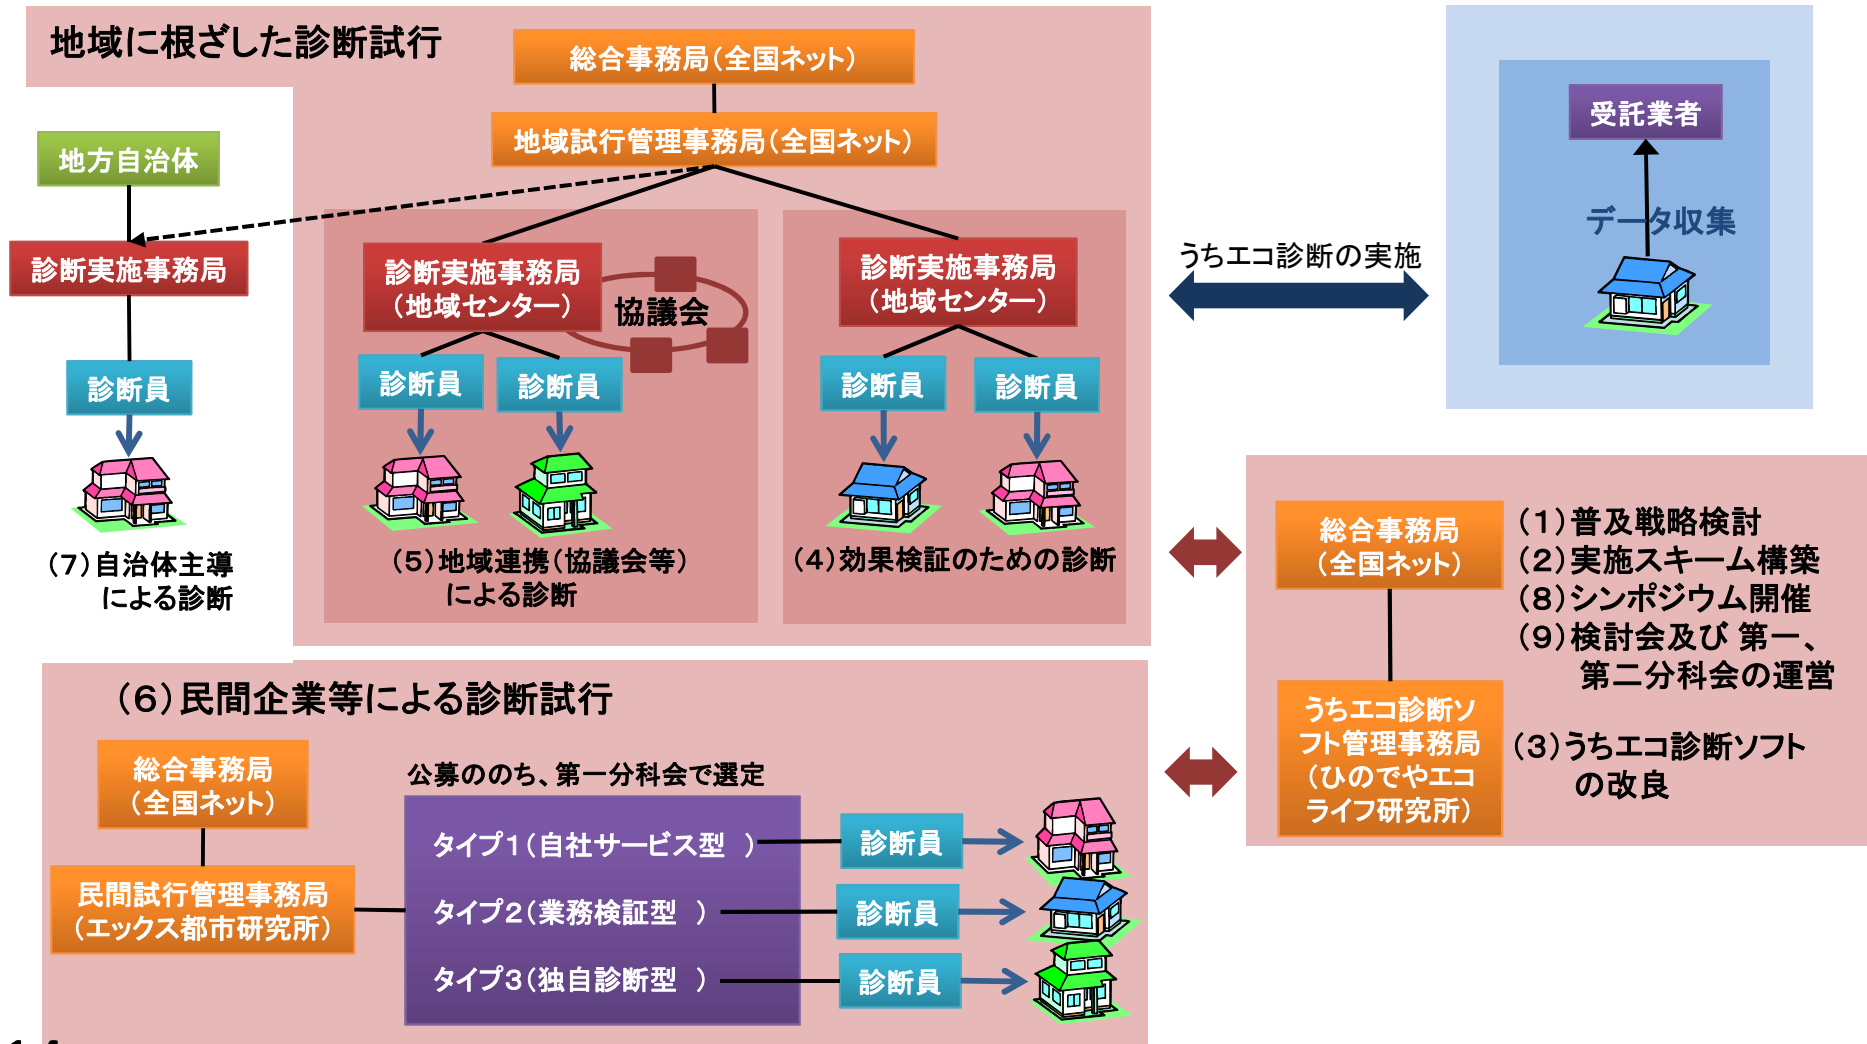 地域に根ざした診断試行
総合事務局(全国ネット)
地域試行管理事務局(全国ネット)
地方自治体
診断実施事務局
診断員
(7)自治体主導
による診断
診断実施事務局
(地域センター)
協議会
診断員
診断員
(5)地域連携(協議会等)
による診断
診断実施事務局
(地域センター)
診断員
診断員
(4)効果検証のための診断
うちエコ診断の実施
受託業者
データ収集
総合事務局
(全国ネット)
(1)普及戦略検討
(2)実施スキーム構築
(8)シンポジウム開催
(9)検討会及び 第一、
第二分科会の運営
うちエコ診断ソ
フト管理事務局
(ひのでやエコ
ライフ研究所)
(3)うちエコ診断ソフト
の改良
(6)民間企業等による診断試行
総合事務局
(全国ネット)
民間試行管理事務局
(エックス都市研究所)
公募ののち、第一分科会で選定
タイプ1(自社サービス型 )
診断員
タイプ2(業務検証型 )
診断員
タイプ3(独自診断型 )
診断員